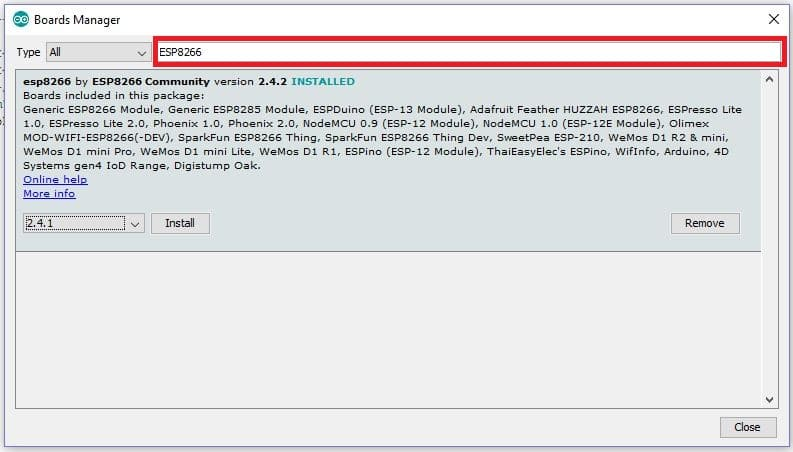 Boards Manager
Type All ESP8266
esp8266 by ESP8266 Community version 2.4.2 INSTALLED
Boards included in this package:
Generic ESP8266 Module, Generic ESP8285 Module, ESPDuino (ESP-13 Module), Adafruit Feather HUZZAH ESP8266, ESPresso Lite
1.0, ESPresso Lite 2.0, Phoenix 1.0, Phoenix 2.0, NodeMCU 0.9 (ESP-12 Module), NodeMCU 1.0 (ESP-12E Module), Olimex
MOD-WIFI-ESP8266(-DEV), SparkFun ESP8266 Thing, SparkFun ESP8266 Thing Dev, SweetPea ESP-210, WeMos D1 R2 & mini,
WeMos D1 mini Pro, WeMos D1 mini Lite, WeMos D1 R1, ESPino (ESP-12 Module), ThaiEasyElec's ESPino, WifInfo, Arduino, 4D
Systems gen4 IoD Range, Digistump Oak.
Online help
More info
2.4.1 Install Remove
Close